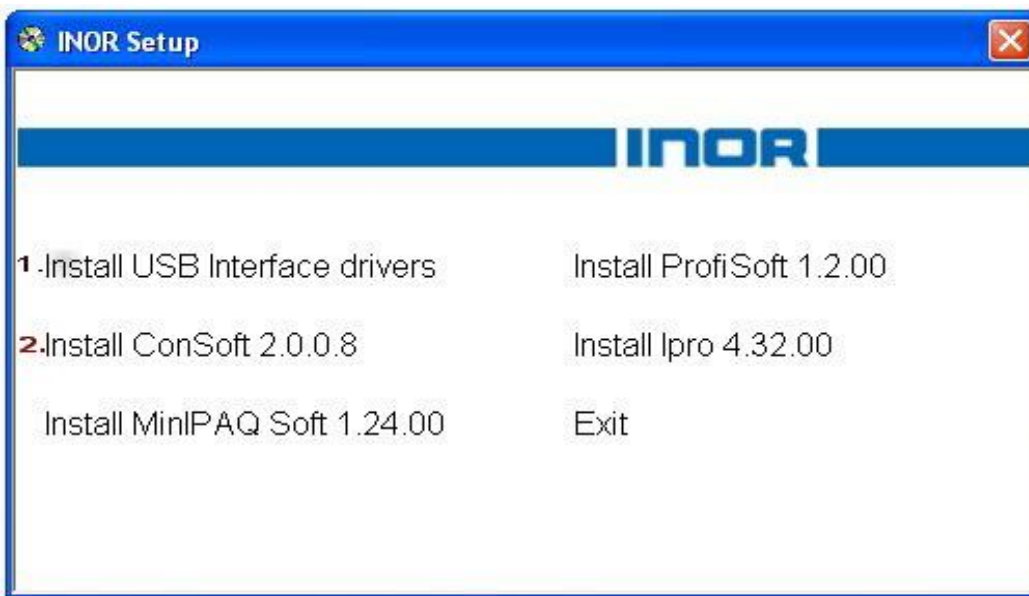 INOR Setup
INOR
1.Install USB Interface drivers
Install ProfiSoft 1.2.00
2.Install ConSoft 2.0.0.8
Install Ipro 4.32.00
Install MinIPAQ Soft 1.24.00
Exit